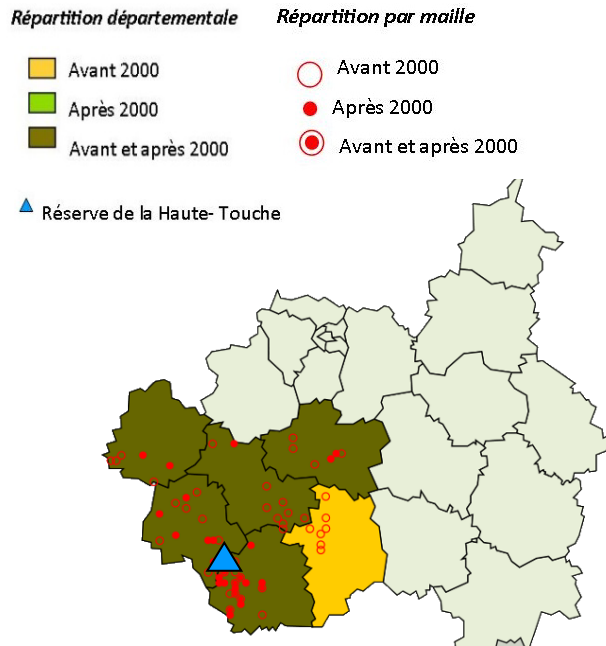 Répartition départementale
Avant 2000
Après 2000
Avant et après 2000
Répartition par maille
Avant 2000
Après 2000
Avant et après 2000
Réserve de la Haute- Touche